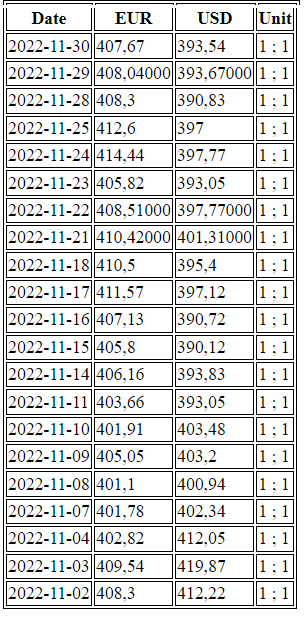 Date EUR USD Unit
2022-11-30 407,67 393,54 1 ; 1
2022-11-29 408,04000 393,67000 1 ; 1
2022-11-28 408,3 390,83 1 ; 1
2022-11-25 412,6 397 1 ; 1
2022-11-24 414,44 397,77 1 ; 1
2022-11-23 405,82 393,05 1 ; 1
2022-11-22 408,51000 397,77000 1 ; 1
2022-11-21 410,42000 401,31000 1 ; 1
2022-11-18 410,5 395,4 1 ; 1
2022-11-17 411,57 397,12 1 ; 1
2022-11-16 407,13 390,72 1 ; 1
2022-11-15 405,8 390,12 1 ; 1
2022-11-14 406,16 393,83 1 ; 1
2022-11-11 403,66 393,05 1 ; 1
2022-11-10 401,91 403,48 1 ; 1
2022-11-09 405,05 403,2 1 ; 1
2022-11-08 401,1 400,94 1 ; 1
2022-11-07 401,78 402,34 1 ; 1
2022-11-04 402,82 412,05 1 ; 1
2022-11-03 409,54 419,87 1 ; 1
2022-11-02 408,3 412,22 1 ; 1